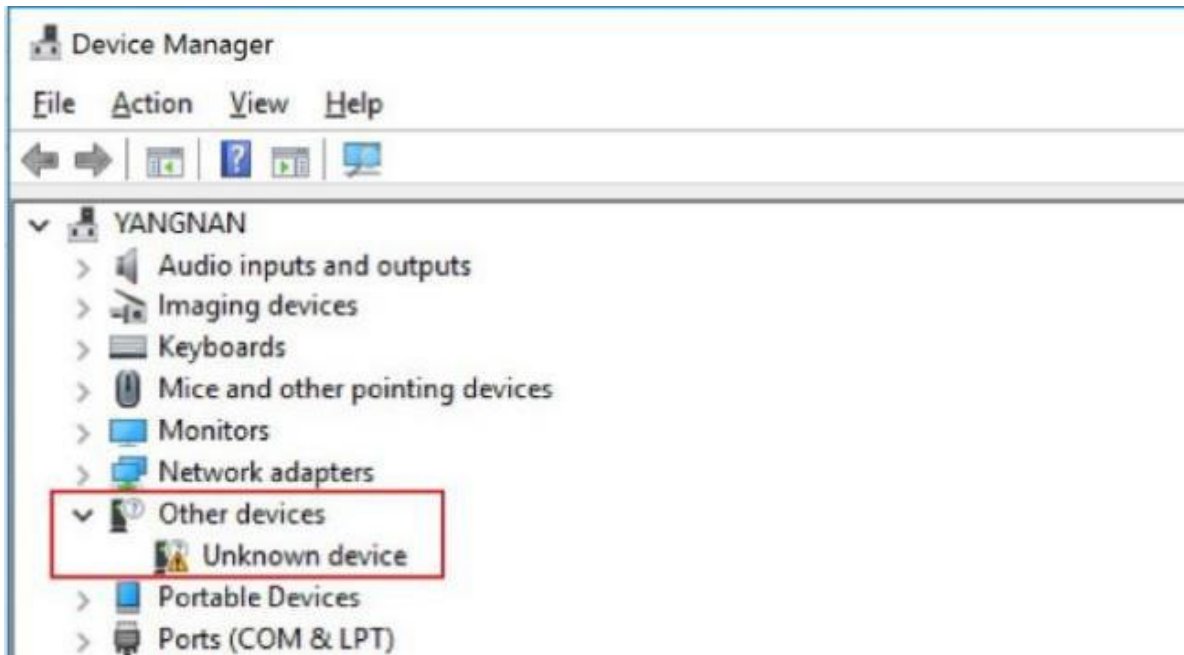 Device Manager
File Action View Help
YANGNAN
Audio inputs and outputs
Imaging devices
Keyboards
Mice and other pointing devices
Monitors
Network adapters
Other devices
Unknown device
Portable Devices
Ports (COM & LPT)